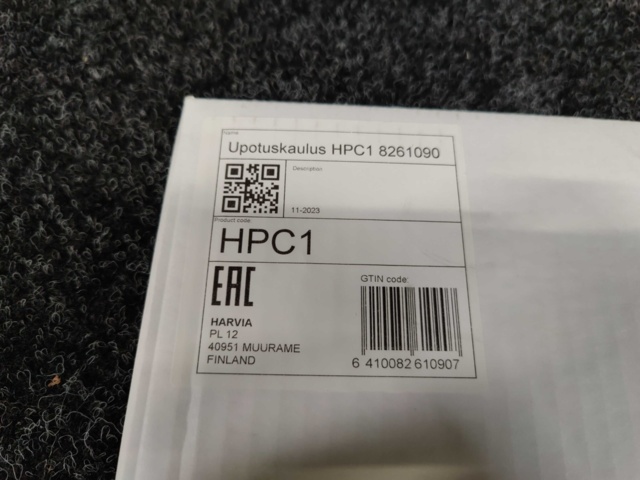 Name
Upotuskaulus HPC1 8261090
Description
11-2023
Product code:
HPC1
EAC
GTIN code:
HARVIA
PL 12
40951 MUURAME
FINLAND
6 410082 610907